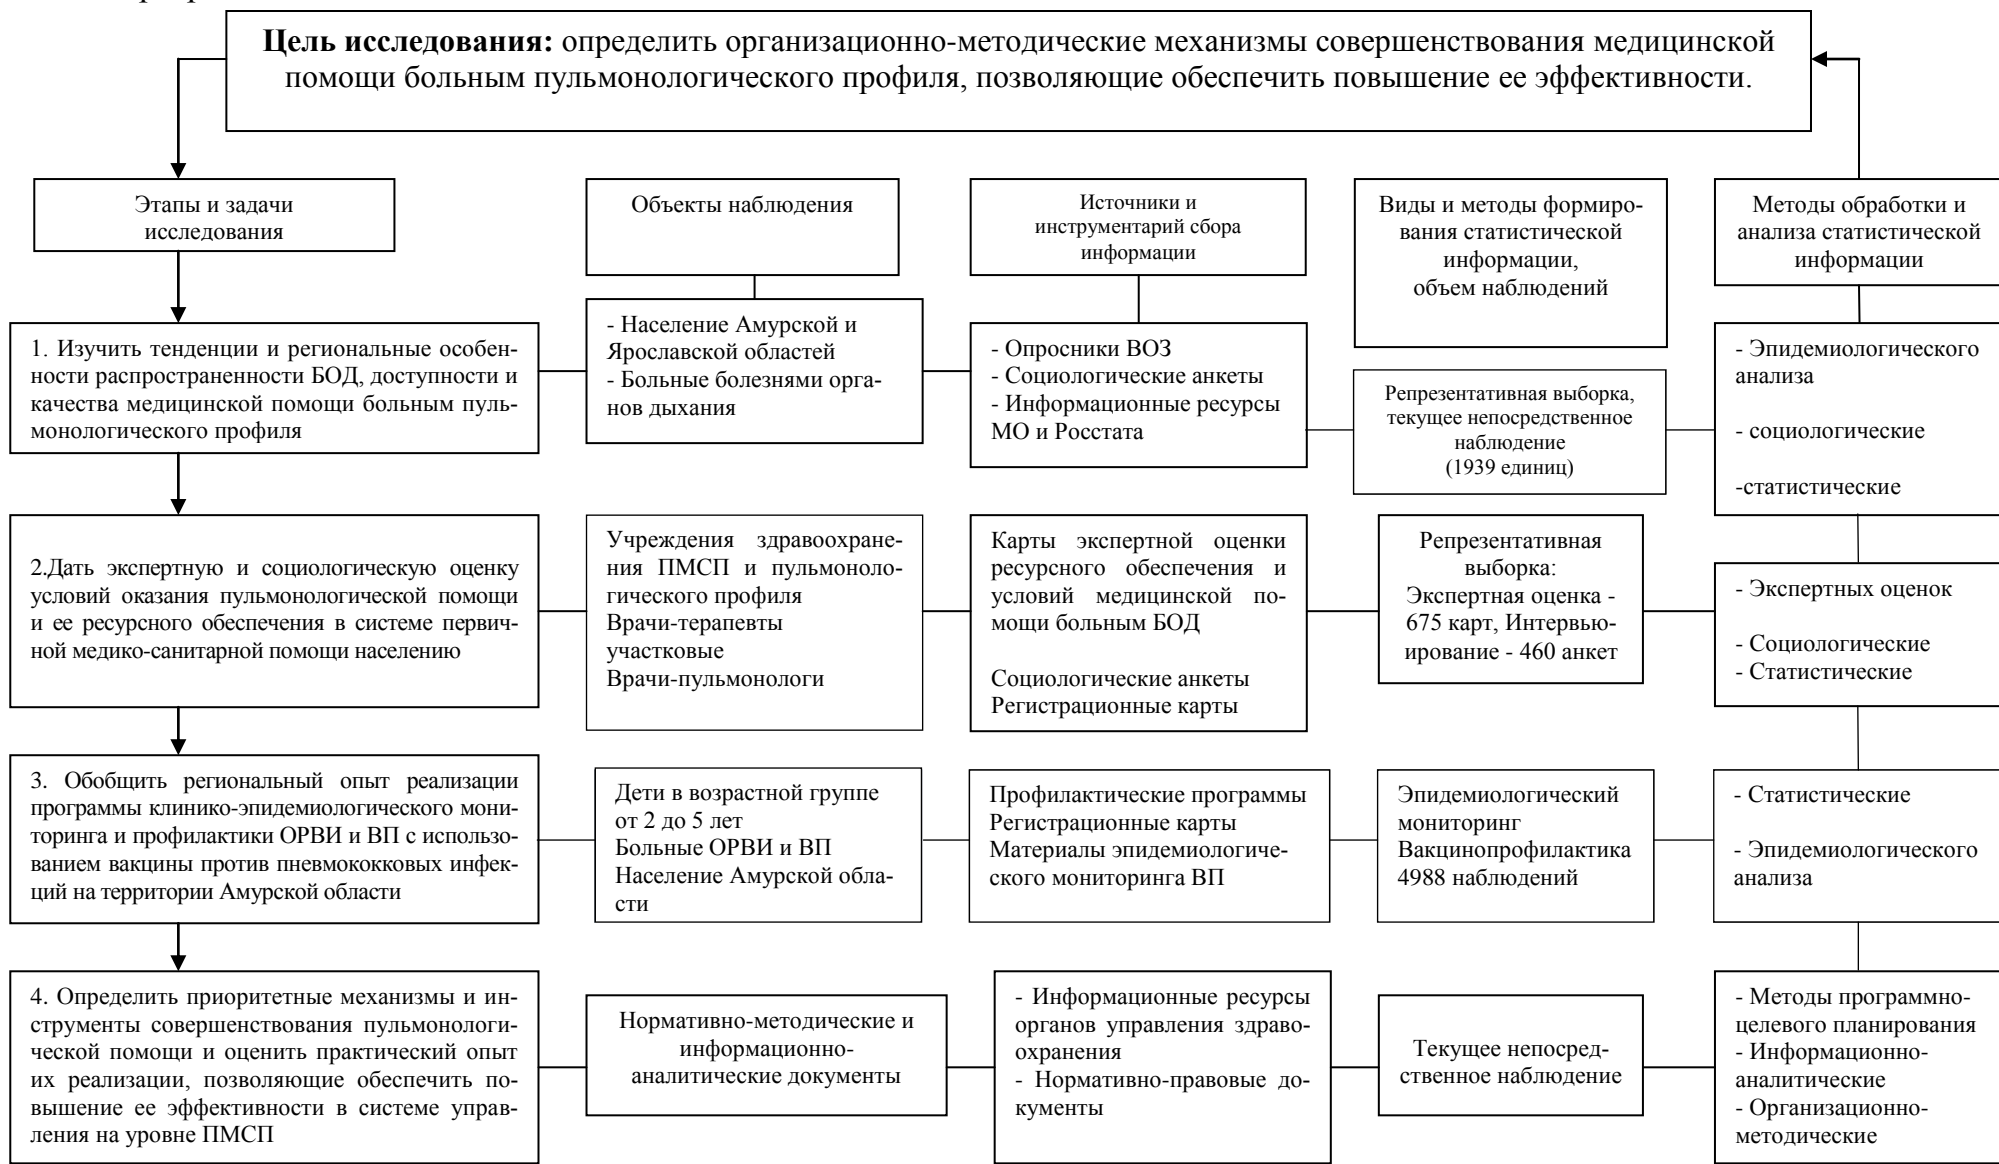 Цель исследования: определить организационно-методические механизмы совершенствования медицинской
помощи больным пульмонологического профиля, позволяющие обеспечить повышение ее эффективности.
Этапы и задачи
исследования
Объекты наблюдения
Источники и
инструментарий сбора
информации
Виды и методы формиро-
вания статистической
информации,
объем наблюдений
Методы обработки и
анализа статистической
информации
1. Изучить тенденции и региональные особен-
ности распространенности БОД, доступности и
качества медицинской помощи больным пуль-
монологического профиля
- Население Амурской и
Ярославской областей
- Больные болезнями орга-
нов дыхания
- Опросники ВОЗ
- Социологические анкеты
- Информационные ресурсы
МО и Росстата
Репрезентативная выборка,
текущее непосредственное
наблюдение
(1939 единиц)
- Эпидемиологического
анализа
- социологические
-статистические
2.Дать экспертную и социологическую оценку
условий оказания пульмонологической помощи
и ее ресурсного обеспечения в системе первич-
ной медико-санитарной помощи населению
Учреждения здравоохране-
ния ПМСП и пульмоноло-
гического профиля
Врачи-терапевты
участковые
Врачи-пульмонологи
Карты экспертной оценки
ресурсного обеспечения и
условий медицинской по-
мощи больным БОД
Социологические анкеты
Регистрационные карты
Репрезентативная
выборка:
Экспертная оценка -
675 карт, Интервью-
ирование - 460 анкет
- Экспертных оценок
- Социологические
- Статистические
3. Обобщить региональный опыт реализации
программы клинико-эпидемиологического мони-
торинга и профилактики ОРВИ и ВП с использо-
ванием вакцины против пневмококковых инфек-
ций на территории Амурской области
Дети в возрастной группе
от 2 до 5 лет
Больные ОРВИ и ВП
Население Амурской обла-
сти
Профилактические программы
Регистрационные карты
Материалы эпидемиологиче-
ского мониторинга ВП
Эпидемиологический
мониторинг
Вакцинопрофилактика
4988 наблюдений
- Статистические
- Эпидемиологического
анализа
4. Определить приоритетные механизмы и ин-
струменты совершенствования пульмонологи-
ческой помощи и оценить практический опыт
их реализации, позволяющие обеспечить по-
вышение ее эффективности в системе управ-
ления на уровне ПМСП
Нормативно-методические и
информационно-
аналитические документы
- Информационные ресурсы
органов управления здраво-
охранения
- Нормативно-правовые до-
кументы
Текущее непосред-
ственное наблюдение
- Методы программно-
целевого планирования
- Информационно-
аналитические
- Организационно-
методические